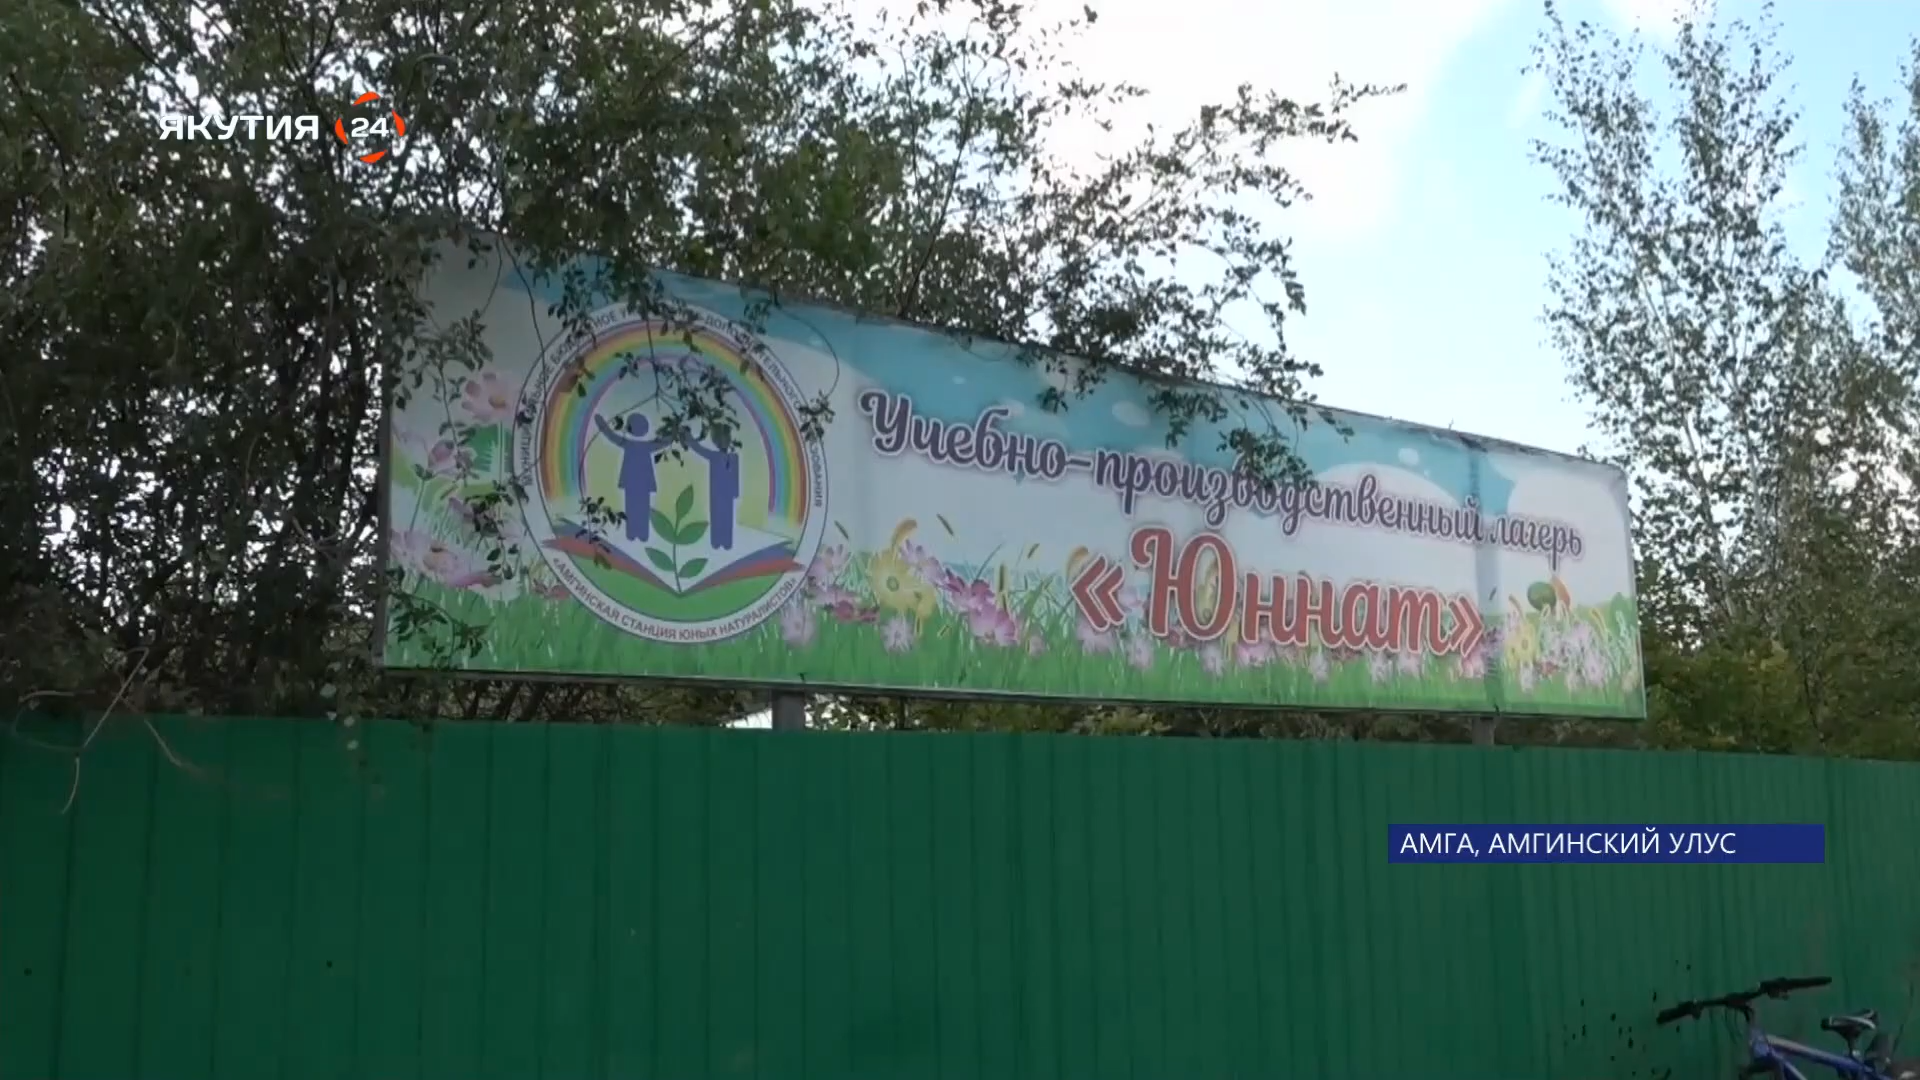 ЯКУТИЯ 24
Учебно-производственный лагерь
«Юннат»
«АМГИНСКАЯ СТАНЦИЯ ЮНЫХ НАТУРАЛИСТОВ»
АМГА, АМГИНСКИЙ УЛУС